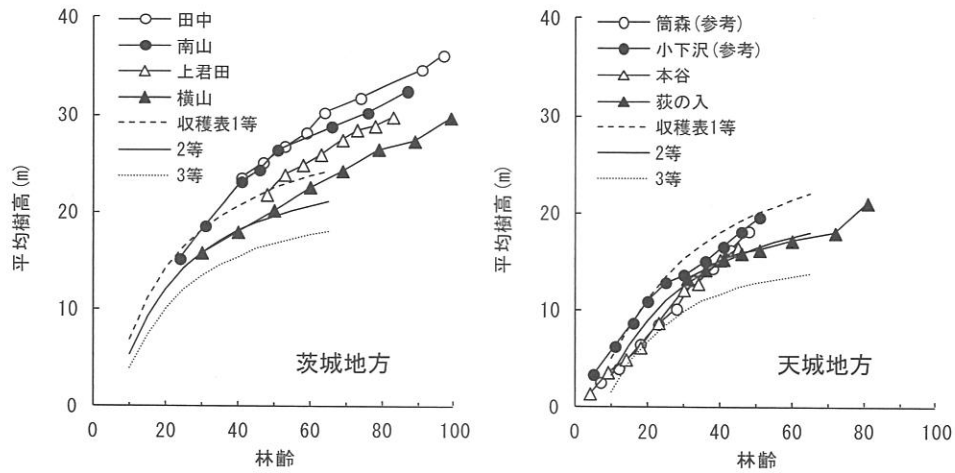 平均樹高(m)
40
30
20
10
0
田中
南山
上君田
横山
収穫表1等
2等
3等
茨城地方
0 20 40 60 80 100
林齢
平均樹高(m)
40
30
20
10
0
筒森(参考)
小下沢(参考)
本谷
荻の入
収穫表1等
2等
3等
天城地方
0 20 40 60 80 100
林齢